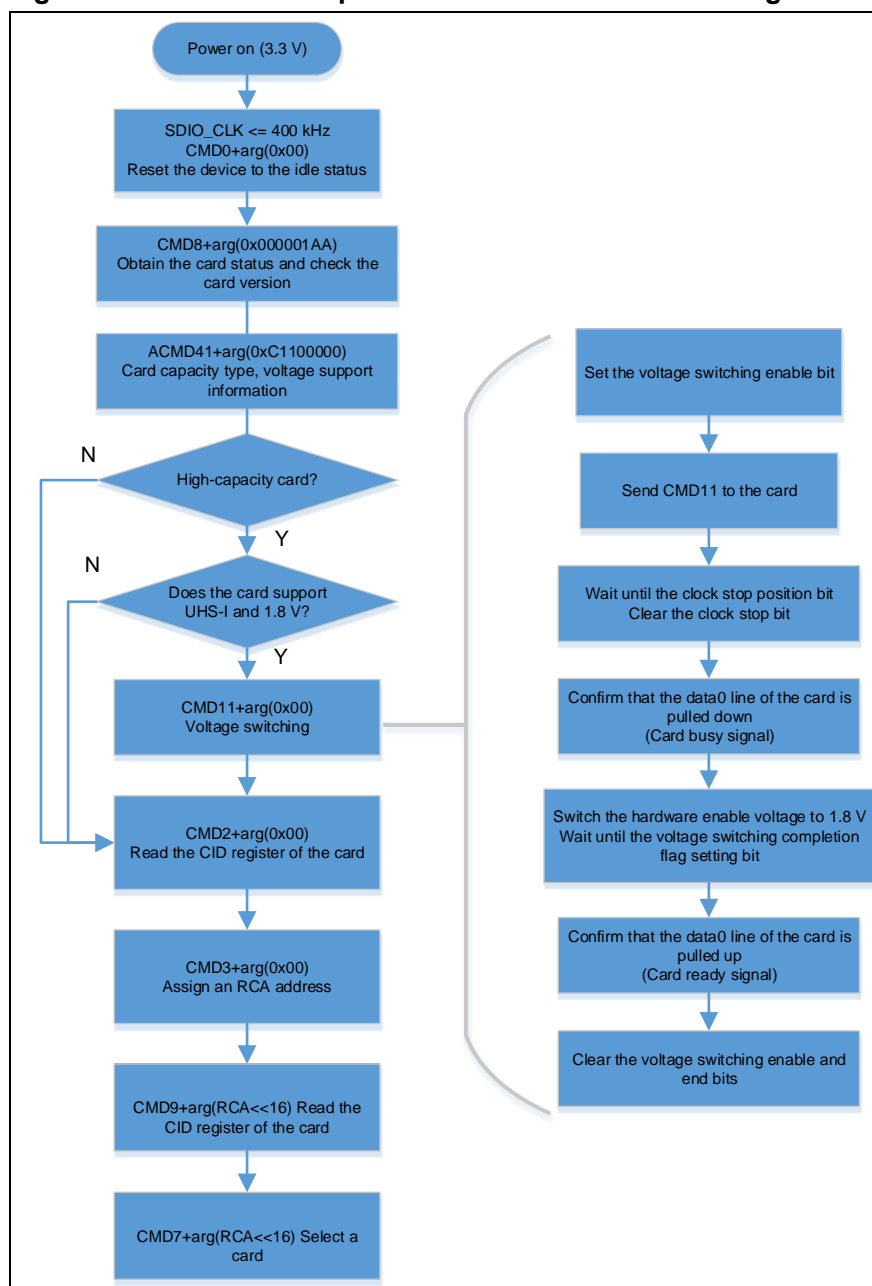 Power on (3.3 V)
SDIO_CLK <= 400 kHz
CMD0+arg(0x00)
Reset the device to the idle status
CMD8+arg(0x000001AA)
Obtain the card status and check the
card version
ACMD41+arg(0xC1100000)
Card capacity type, voltage support
information
N
High-capacity card?
Y
N
Does the card support
UHS-I and 1.8 V?
Y
CMD11+arg(0x00)
Voltage switching
CMD2+arg(0x00)
Read the CID register of the card
CMD3+arg(0x00)
Assign an RCA address
CMD9+arg(RCA<<16) Read the
CID register of the card
CMD7+arg(RCA<<16) Select a
card
Set the voltage switching enable bit
Send CMD11 to the card
Wait until the clock stop position bit
Clear the clock stop bit
Confirm that the data0 line of the card is
pulled down
(Card busy signal)
Switch the hardware enable voltage to 1.8 V
Wait until the voltage switching completion
flag setting bit
Confirm that the data0 line of the card is
pulled up
(Card ready signal)
Clear the voltage switching enable and
end bits